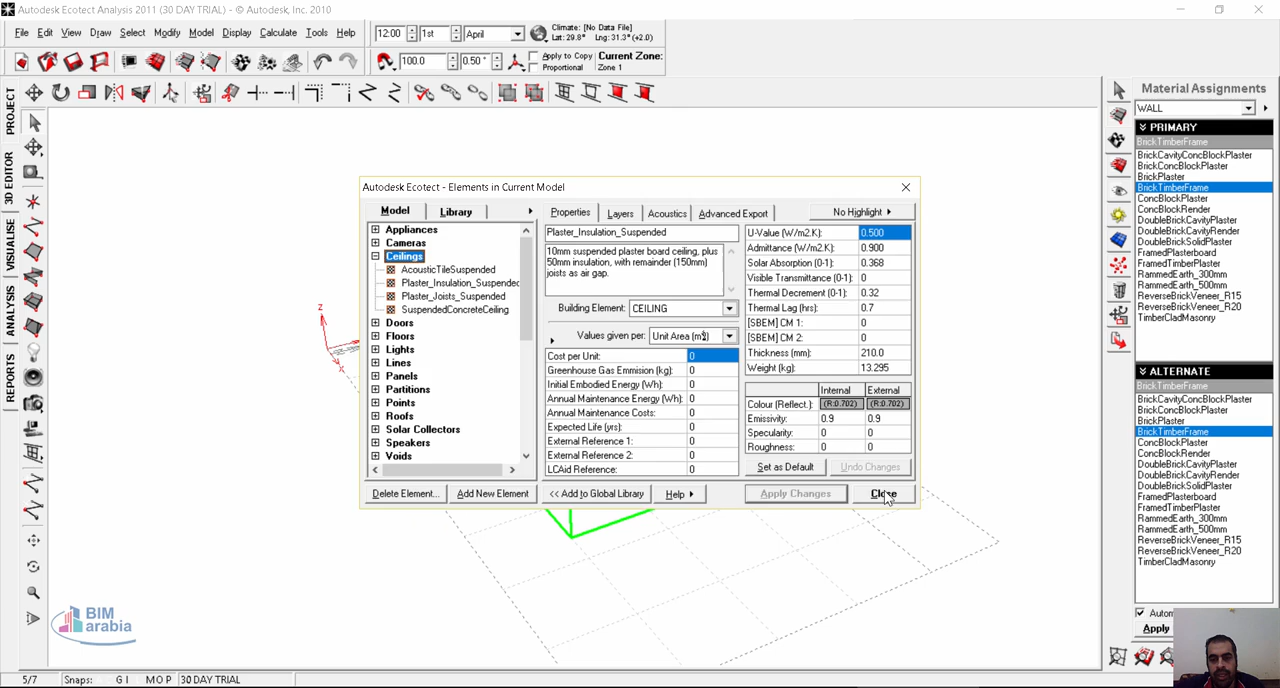 Autodesk Ecotect Analysis 2011 (30 DAY TRIAL) - © Autodesk, Inc. 2010
File Edit View Draw Select Modify Model Display Calculate Tools Help
12:00 1st April
Climate: [No Data File]
Lat: 29.8° Lng: 31.3° (+2.0)
100.0 0.50 °
Apply to Copy
Proportional
Current Zone:
Zone 1
PROJECT
3D EDITOR
VISUALISE
ANALYSIS
REPORTS
Z
X
Autodesk Ecotect - Elements in Current Model
Model Library
Appliances
Cameras
Ceilings
AcousticTileSuspended
Plaster_Insulation_Suspended
Plaster_Joists_Suspended
SuspendedConcreteCeiling
Doors
Floors
Lights
Lines
Panels
Partitions
Points
Roofs
Solar Collectors
Speakers
Voids
Delete Element... Add New Element
Properties Layers Acoustics Advanced Export
No Highlight
Plaster_Insulation_Suspended
10mm suspended plaster board ceiling, plus
50mm insulation, with remainder (150mm)
joists as air gap.
Building Element: CEILING
Values given per: Unit Area (m²)
Cost per Unit: 0
Greenhouse Gas Emmision (kg): 0
Initial Embodied Energy (Wh): 0
Annual Maintenance Energy (Wh): 0
Annual Maintenance Costs: 0
Expected Life (yrs): 0
External Reference 1: 0
External Reference 2: 0
LCAid Reference: 0
U-Value (W/m2.K): 0.500
Admittance (W/m2.K): 0.900
Solar Absorption (0-1): 0.368
Visible Transmittance (0-1): 0
Thermal Decrement (0-1): 0.32
Thermal Lag (hrs): 0.7
[SBEM] CM 1: 0
[SBEM] CM 2: 0
Thickness (mm): 210.0
Weight (kg): 13.295
Internal External
Colour (Reflect.): (R:0.702) (R:0.702)
Emissivity: 0.9 0.9
Specularity: 0 0
Roughness: 0 0
Set as Default Undo Changes
<< Add to Global Library Help Apply Changes Close
Material Assignments
WALL
PRIMARY
BrickTimberFrame
BrickCavityConcBlockPlaster
BrickConcBlockPlaster
BrickPlaster
BrickTimberFrame
ConcBlockPlaster
ConcBlockRender
DoubleBrickCavityPlaster
DoubleBrickCavityRender
DoubleBrickSolidPlaster
FramedPlasterboard
FramedTimberPlaster
RammedEarth_300mm
RammedEarth_500mm
ReverseBrickVeneer_R15
ReverseBrickVeneer_R20
TimberCladMasonry
ALTERNATE
BrickTimberFrame
BrickCavityConcBlockPlaster
BrickConcBlockPlaster
BrickPlaster
BrickTimberFrame
ConcBlockPlaster
ConcBlockRender
DoubleBrickCavityPlaster
DoubleBrickCavityRender
DoubleBrickSolidPlaster
FramedPlasterboard
FramedTimberPlaster
RammedEarth_300mm
RammedEarth_500mm
ReverseBrickVeneer_R15
ReverseBrickVeneer_R20
TimberCladMasonry
Apply
BIM
arabia
5/7 Snaps: G I M O P 30 DAY TRIAL